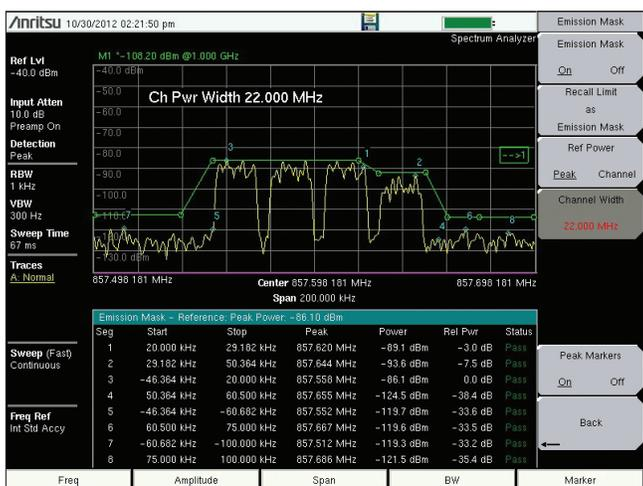 Anritsu 10/30/2012 02:21:50 pm
Spectrum Analyzer
M1 *-108.20 dBm @1.000 GHz
Ref Lvl
-40.0 dBm
Input Atten
10.0 dB
Preamp On
Detection
Peak
RBW
1 kHz
VBW
300 Hz
Sweep Time
67 ms
Traces
A: Normal
Sweep (Fast)
Continuous
Freq Ref
Int Std Accy
-40.0 dBm
-50.0
-60.0
-70.0
-80.0
-90.0
-100.0
-110.0
-120.0
-130.0 dBm
Ch Pwr Width 22.000 MHz
3
1
2
-->1
7
5
4
6
8
857.498 181 MHz
Center 857.598 181 MHz
857.698 181 MHz
Span 200.000 kHz
Emission Mask - Reference: Peak Power: -86.10 dBm
Seg Start Stop Peak Power Rel Pwr Status
1 20.000 kHz 29.182 kHz 857.620 MHz -89.1 dBm -3.0 dB Pass
2 29.182 kHz 50.364 kHz 857.644 MHz -93.6 dBm -7.5 dB Pass
3 -46.364 kHz 20.000 kHz 857.558 MHz -86.1 dBm 0.0 dB Pass
4 50.364 kHz 60.500 kHz 857.655 MHz -124.5 dBm -38.4 dB Pass
5 -46.364 kHz -60.682 kHz 857.552 MHz -119.7 dBm -33.6 dB Pass
6 60.500 kHz 75.000 kHz 857.667 MHz -119.6 dBm -33.5 dB Pass
7 -60.682 kHz -100.000 kHz 857.512 MHz -119.3 dBm -33.2 dB Pass
8 75.000 kHz 100.000 kHz 857.686 MHz -121.5 dBm -35.4 dB Pass
Emission Mask
Emission Mask
On Off
Recall Limit
as
Emission Mask
Ref Power
Peak Channel
Channel Width
22.000 MHz
Peak Markers
On Off
Back
Freq Amplitude Span BW Marker